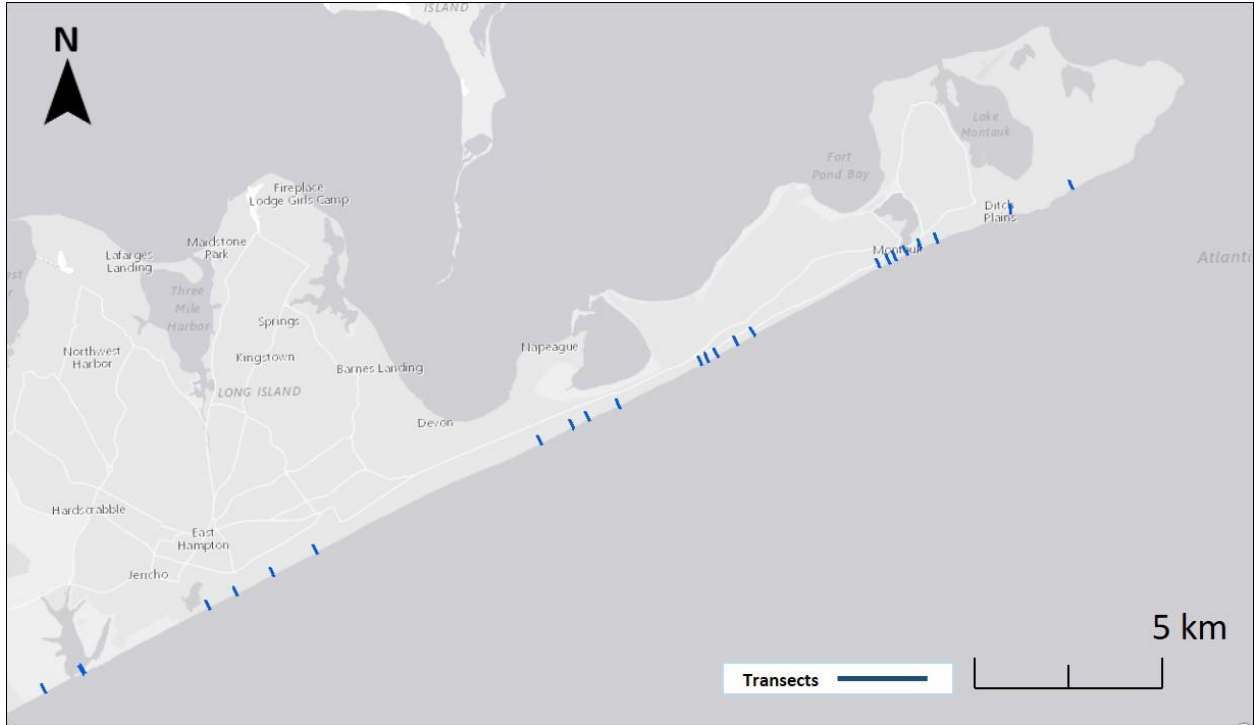 ISLAND
N
Lake
Montauk
Fort
Pond Bay
Fireplace
Lodge Girls Camp
Ditch
Plains
Maidstone
Park
Montauk
Lafarges
Landing
Atlanti
Three
Mile
Harbor
Springs
Napeague
Northwest
Harbor
Kingstown
Barnes Landing
LONG ISLAND
Devon
Hardscrabble
East
Hampton
Jericho
5 km
Transects